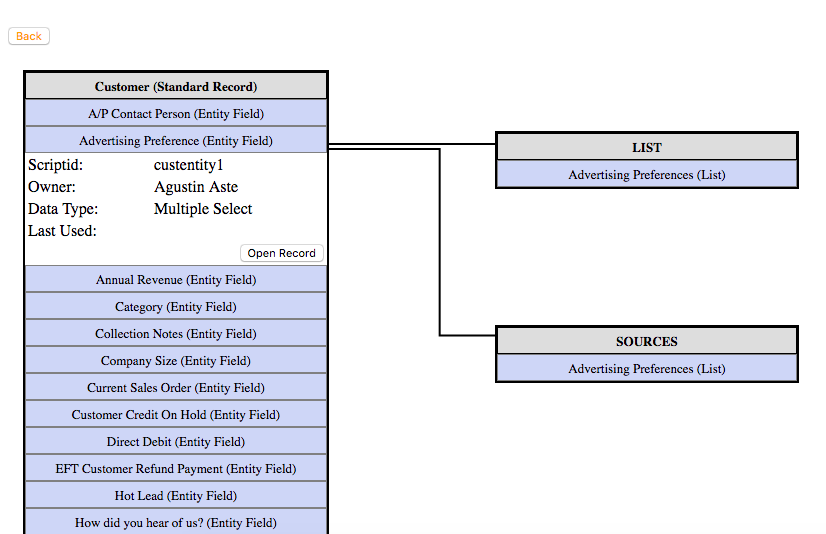 Back
Customer (Standard Record)
A/P Contact Person (Entity Field)
Advertising Preference (Entity Field)
Scriptid: custentity1
Owner: Agustin Aste
Data Type: Multiple Select
Last Used:
Open Record
Annual Revenue (Entity Field)
Category (Entity Field)
Collection Notes (Entity Field)
Company Size (Entity Field)
Current Sales Order (Entity Field)
Customer Credit On Hold (Entity Field)
Direct Debit (Entity Field)
EFT Customer Refund Payment (Entity Field)
Hot Lead (Entity Field)
How did you hear of us? (Entity Field)
LIST
Advertising Preferences (List)
SOURCES
Advertising Preferences (List)